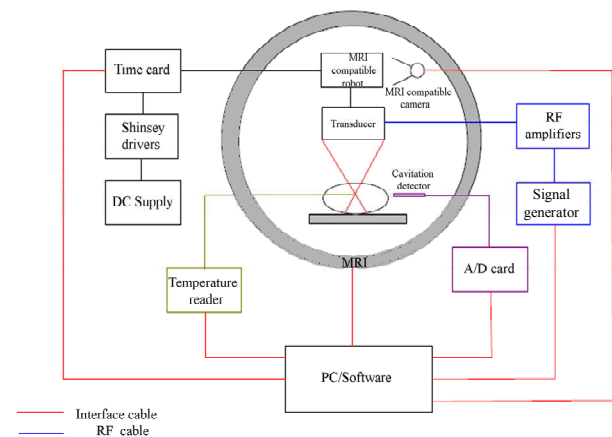 Time card
MRI
compatible
robot
MRI compatible
camera
Transducer
RF
amplifiers
Shinsey
drivers
Cavitation
detector
DC Supply
Signal
generator
MRI
A/D card
Temperature
reader
PC/Software
Interface cable
RF cable